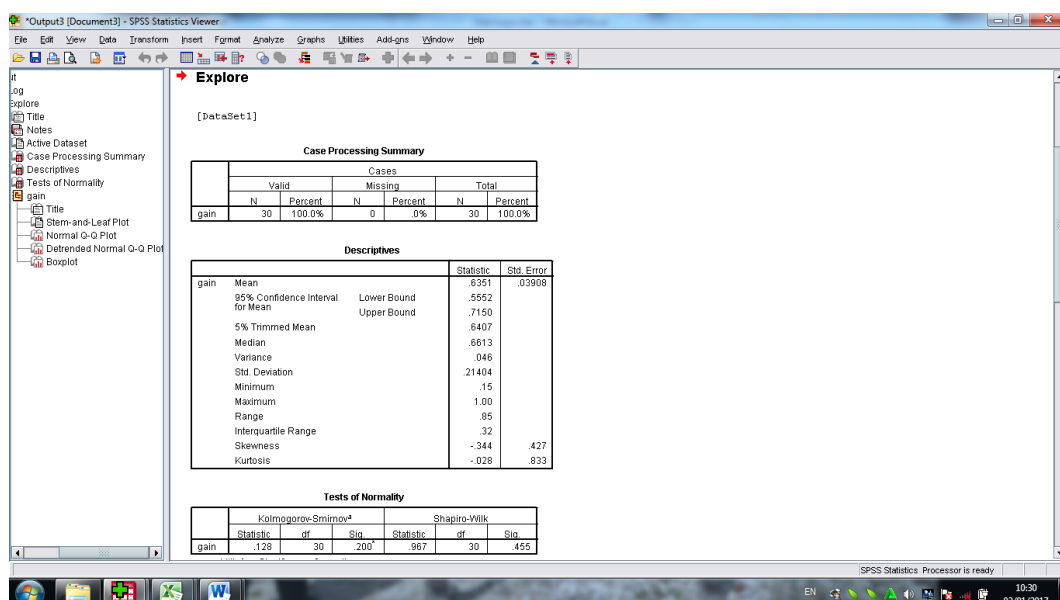 *Output3 [Document3] - SPSS Statistics Viewer
File Edit View Data Transform Insert Format Analyze Graphs Utilities Add-ons Window Help
Log
Explore
Title
Notes
Active Dataset
Case Processing Summary
Descriptives
Tests of Normality
gain
Title
Stem-and-Leaf Plot
Normal Q-Q Plot
Detrended Normal Q-Q Plot
Boxplot
Explore
[DataSet1]
Case Processing Summary
Cases
Valid Missing Total
N Percent N Percent N Percent
gain 30 100.0% 0 .0% 30 100.0%
Descriptives
Statistic Std. Error
gain Mean .6351 .03908
95% Confidence Interval for Mean Lower Bound .5552
Upper Bound .7150
5% Trimmed Mean .6407
Median .6613
Variance .046
Std. Deviation .21404
Minimum .15
Maximum 1.00
Range .85
Interquartile Range .32
Skewness -.344 .427
Kurtosis -.028 .833
Tests of Normality
Kolmogorov-Smirnovª Shapiro-Wilk
Statistic df Sig. Statistic df Sig.
gain .128 30 .200* .967 30 .455
SPSS Statistics Processor is ready
EN 10:30